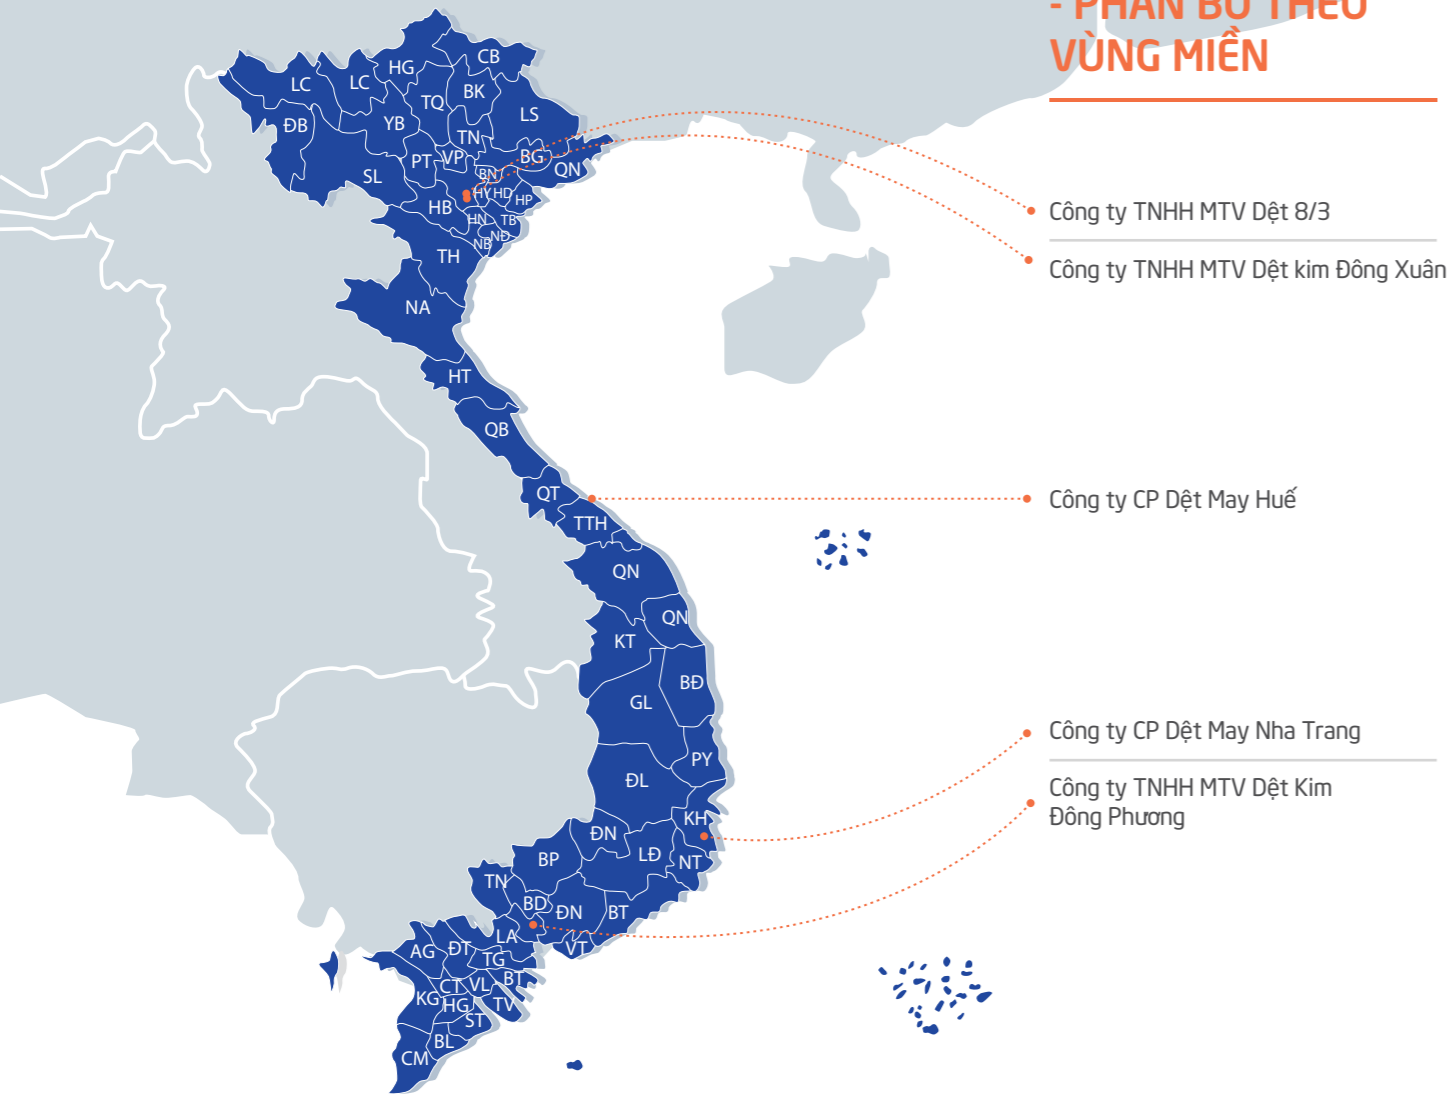 - PHÂN BỐ THEO
VÙNG MIỀN
CB
HG
LC
LC
BK
TQ
LS
YB
ĐB
TN
VP
BG
PT
QN
BN
SL
HY
HD
HP
HB
HN
TB
NĐ
NB
TH
NA
HT
QB
QT
TTH
QN
QN
KT
BĐ
GL
PY
ĐL
KH
ĐN
LĐ
BP
NT
TN
BD
ĐN
BT
LA
VT
ĐT
AG
TG
BT
VL
CT
KG
HG
TV
ST
BL
CM
Công ty TNHH MTV Dệt 8/3
Công ty TNHH MTV Dệt kim Đông Xuân
Công ty CP Dệt May Huế
Công ty CP Dệt May Nha Trang
Công ty TNHH MTV Dệt Kim
Đông Phương